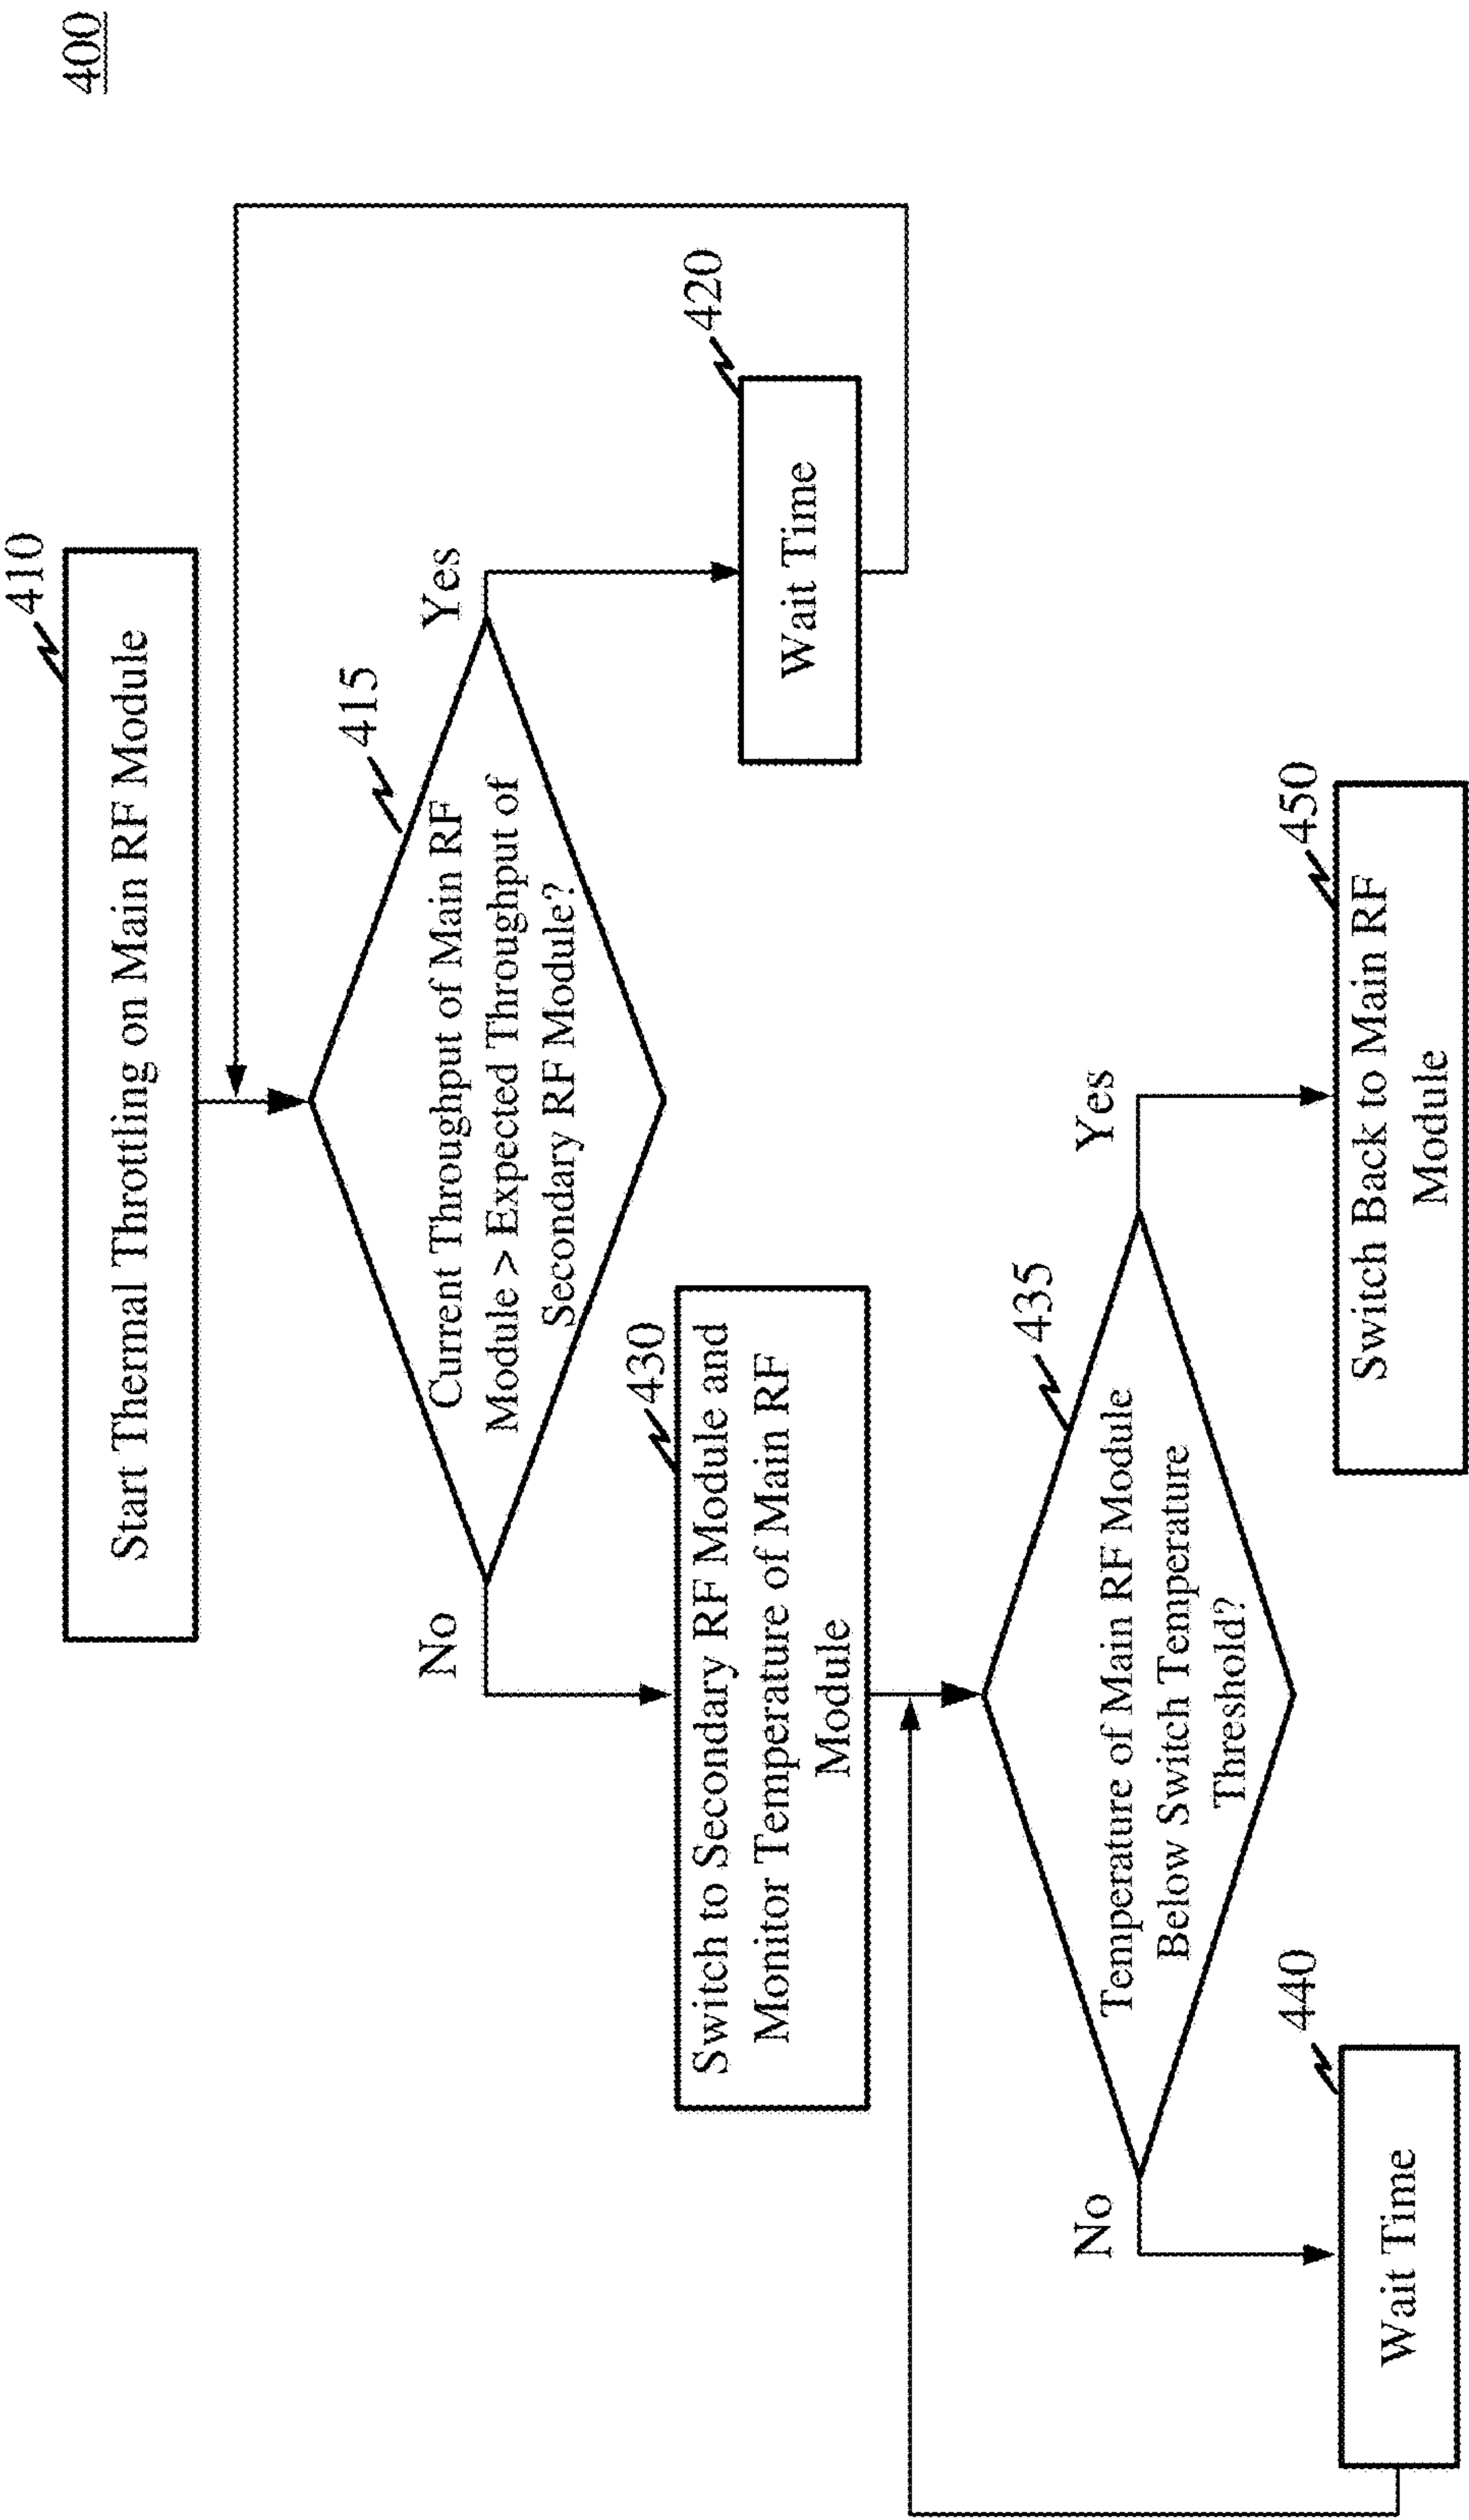 400
410
Start Thermal Throttling on Main RF Module
415
Current Throughput of Main RF
Module > Expected Throughput of
Secondary RF Module?
Yes
No
420
Wait Time
430
Switch to Secondary RF Module and
Monitor Temperature of Main RF
Module
435
Temperature of Main RF Module
Below Switch Temperature
Threshold?
No
Yes
440
Wait Time
450
Switch Back to Main RF
Module